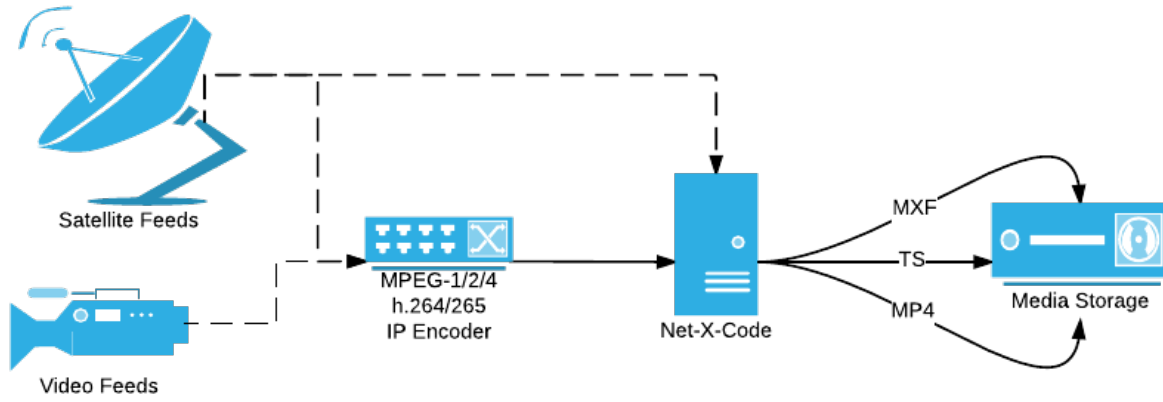 Satellite Feeds
MPEG-1/2/4
h.264/265
IP Encoder
Video Feeds
Net-X-Code
MXF
TS
MP4
Media Storage